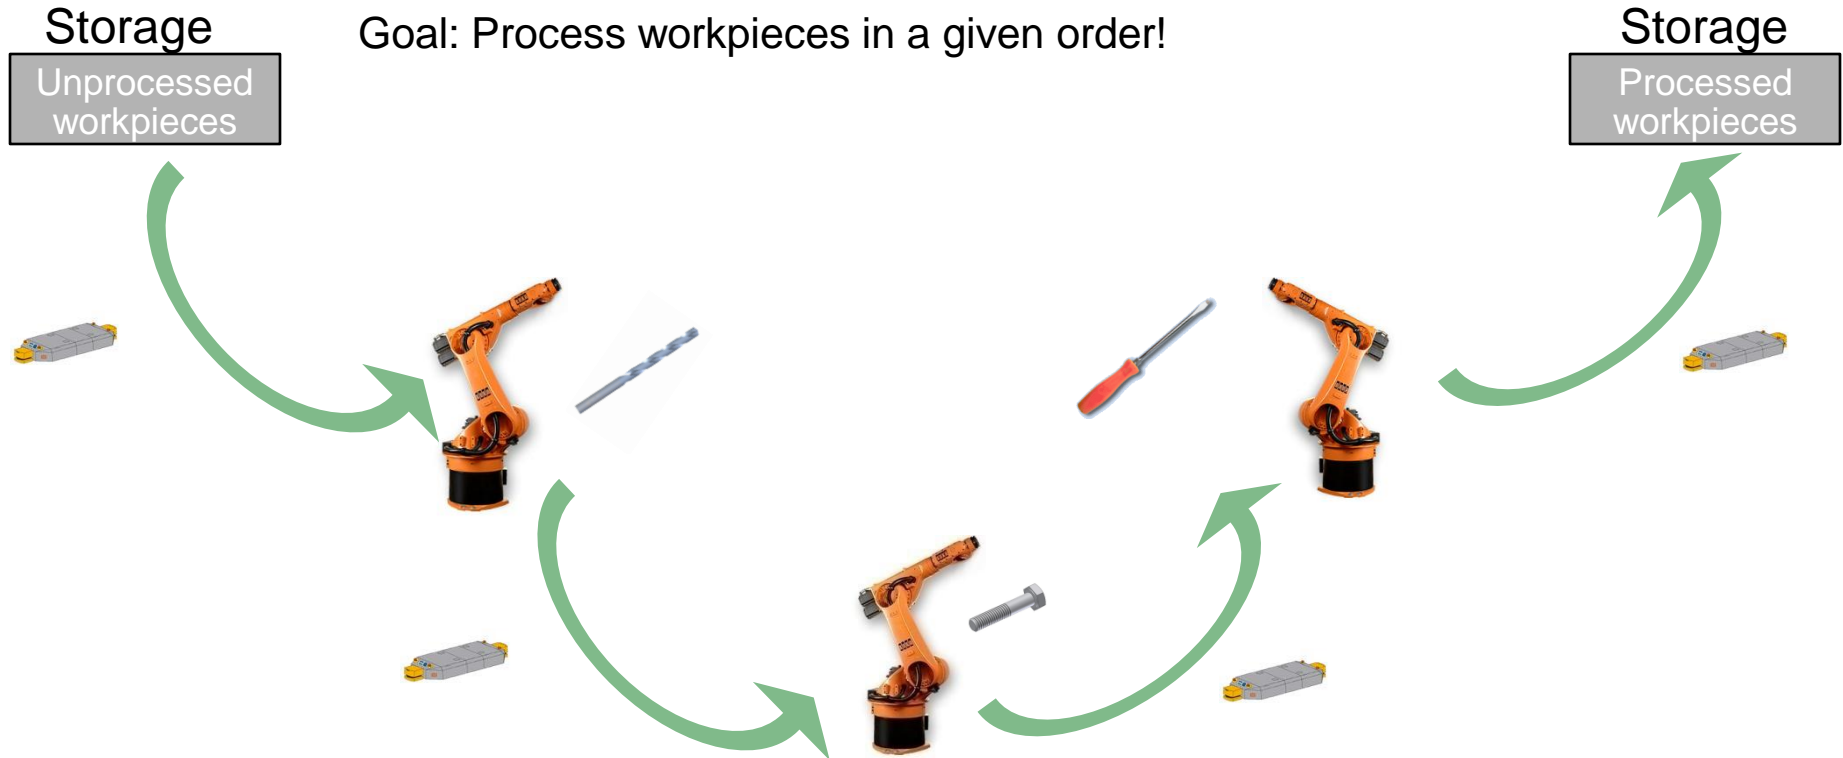 Storage
Unprocessed
workpieces
Goal: Process workpieces in a given order!
Storage
Processed
workpieces